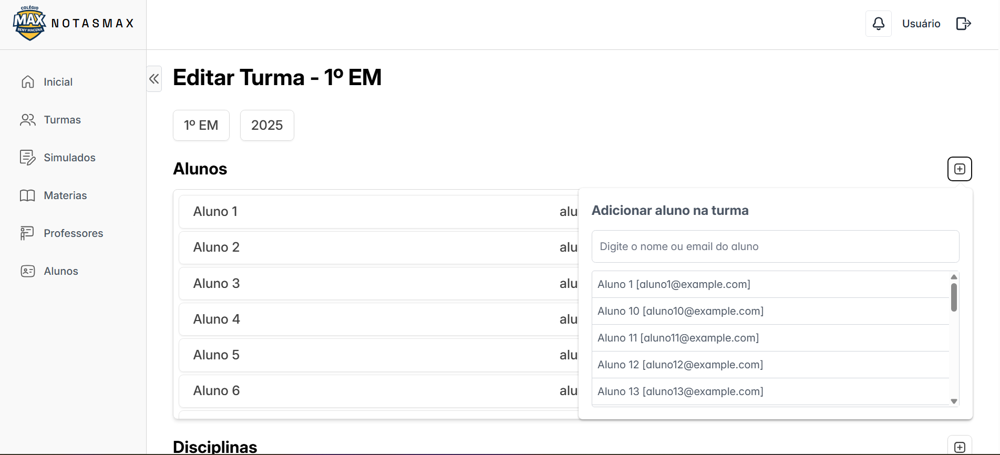 COLÉGIO
MAX
BENY MACENA
NOTASMAX
Usuário
Inicial
Turmas
Simulados
Materias
Professores
Alunos
Editar Turma - 1º EM
1º EM
2025
Alunos
Aluno 1
alu
Aluno 2
alu
Aluno 3
alu
Aluno 4
alu
Aluno 5
alu
Aluno 6
alu
Adicionar aluno na turma
Digite o nome ou email do aluno
Aluno 1 [aluno1@example.com]
Aluno 10 [aluno10@example.com]
Aluno 11 [aluno11@example.com]
Aluno 12 [aluno12@example.com]
Aluno 13 [aluno13@example.com]
Disciplinas